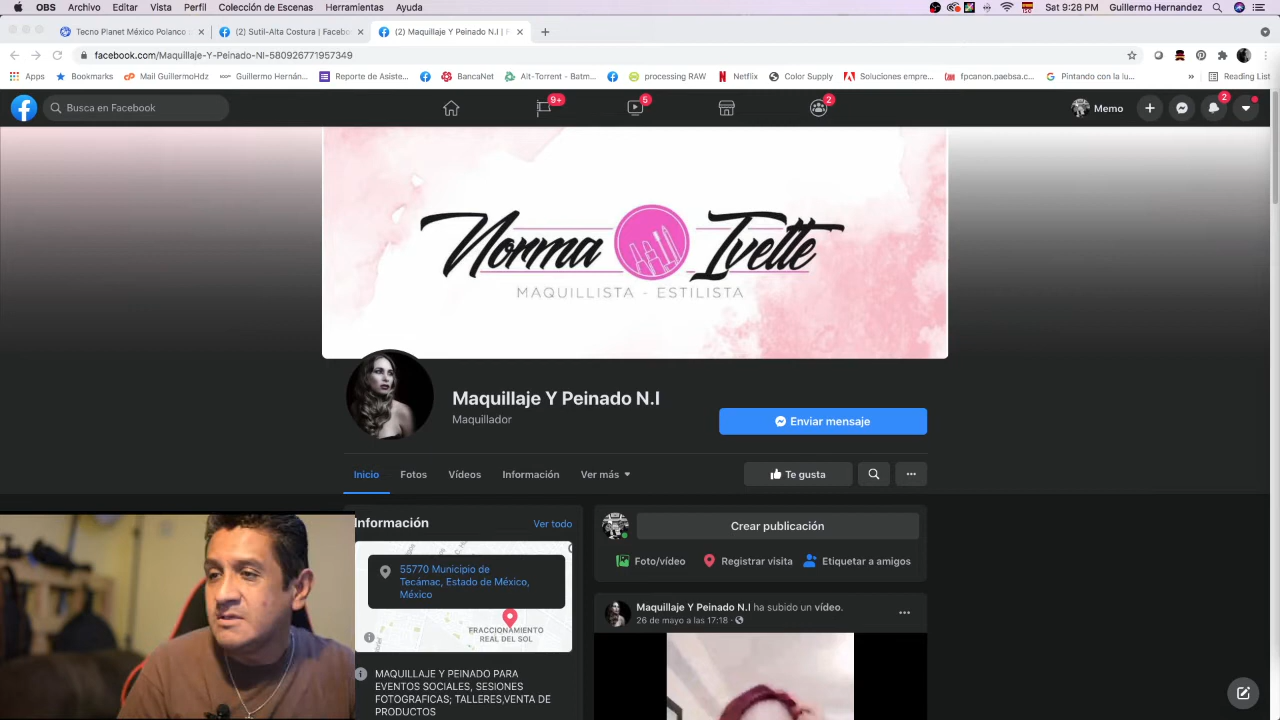 OBS Archivo Editar Vista Perfil Colección de Escenas Herramientas Ayuda
Sat 9:28 PM Guillermo Hernandez
Tecno Planet México Polanco
(2) Sutil-Alta Costura | Facebo
(2) Maquillaje Y Peinado N.I | F
facebook.com/Maquillaje-Y-Peinado-NI-580926771957349
Apps Bookmarks Mail GuillermoHdz Guillermo Hernán... Reporte de Asiste... BancaNet Alt-Torrent - Batm... processing RAW Netflix Color Supply Soluciones empre... fpcanon.paebsa.c... Pintando con la lu... » Reading List
Busca en Facebook
9+
5
2
Memo
2
Norma Ivette
MAQUILLISTA - ESTILISTA
Maquillaje Y Peinado N.I
Maquillador
Enviar mensaje
Inicio Fotos Vídeos Información Ver más
Te gusta
Información
Ver todo
55770 Municipio de
Tecámac, Estado de México,
México
FRACCIONAMIENTO
REAL DEL SOL
MAQUILLAJE Y PEINADO PARA
EVENTOS SOCIALES, SESIONES
FOTOGRAFICAS; TALLERES,VENTA DE
PRODUCTOS
Crear publicación
Foto/vídeo Registrar visita Etiquetar a amigos
Maquillaje Y Peinado N.I ha subido un vídeo.
26 de mayo a las 17:18 ·